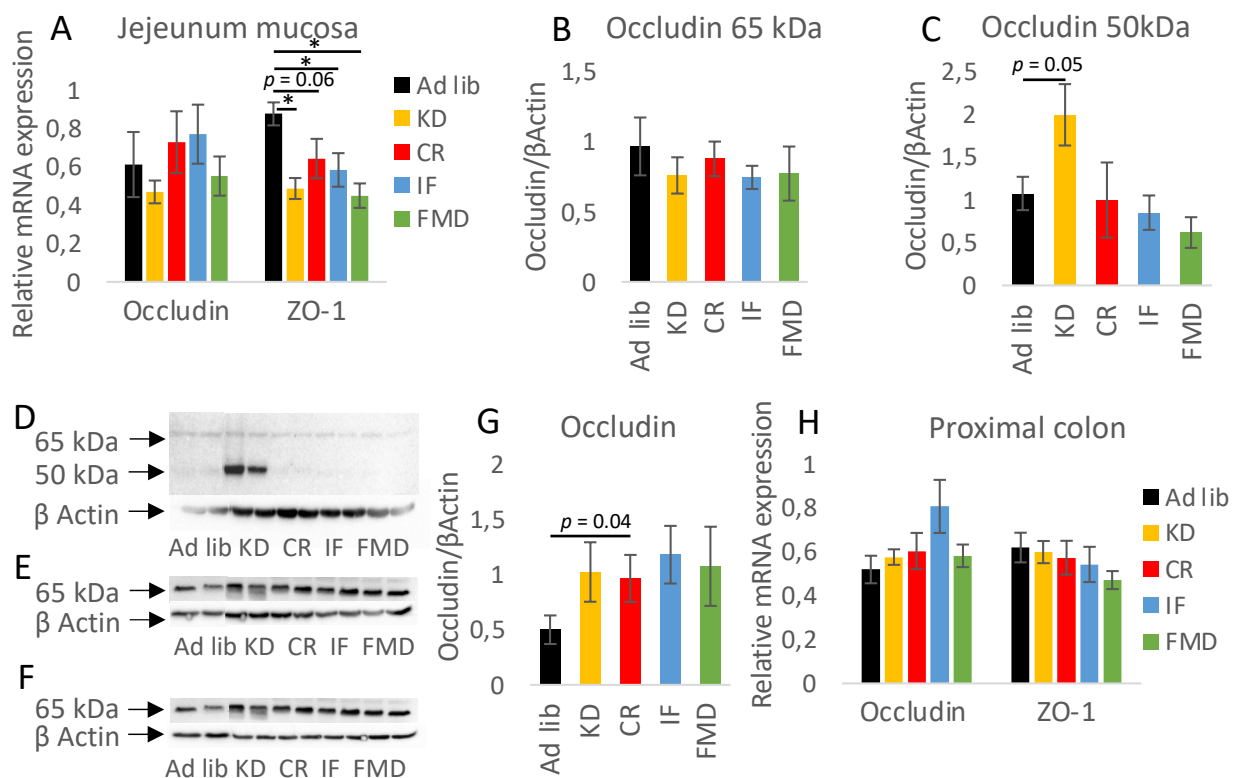 A Jejeunum mucosa
Relative mRNA expression
1
0,8
0,6
0,4
0,2
0
*
*
p = 0.06
*
Occludin ZO-1
Ad lib
KD
CR
IF
FMD
B Occludin 65 kDa
Occludin/βActin
1,5
1
0,5
0
Ad lib KD CR IF FMD
C Occludin 50kDa
Occludin/βActin
2,5
2
1,5
1
0,5
0
p = 0.05
Ad lib KD CR IF FMD
D
65 kDa
50 kDa
β Actin
Ad lib KD CR IF FMD
E
65 kDa
β Actin
Ad lib KD CR IF FMD
F
65 kDa
β Actin
Ad lib KD CR IF FMD
G Occludin
Occludin/βActin
2
1,5
1
0,5
0
p = 0.04
Ad lib KD CR IF FMD
H Proximal colon
Relative mRNA expression
1
0,8
0,6
0,4
0,2
0
Occludin ZO-1
Ad lib
KD
CR
IF
FMD